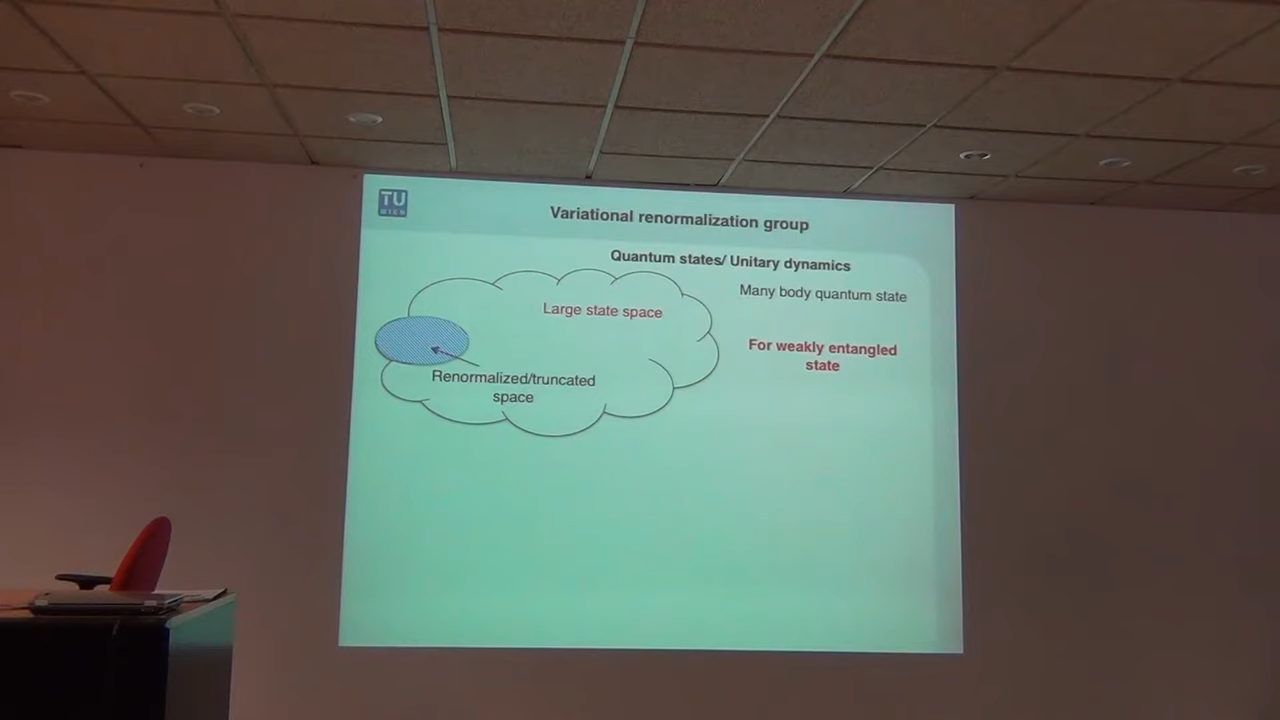 TU
WIEN
Variational renormalization group
Quantum states/ Unitary dynamics
Many body quantum state
Large state space
For weakly entangled
state
Renormalized/truncated
space